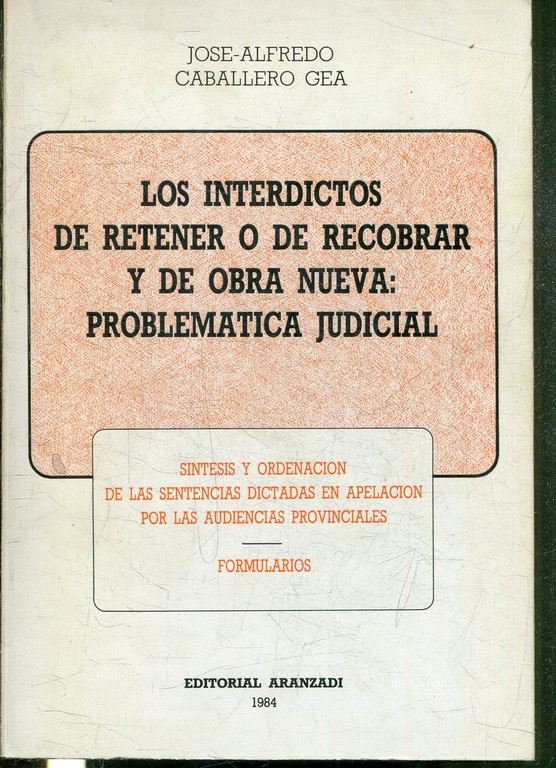 JOSE-ALFREDO
CABALLERO GEA
LOS INTERDICTOS
DE RETENER O DE RECOBRAR
Y DE OBRA NUEVA:
PROBLEMATICA JUDICIAL
SINTESIS Y ORDENACION
DE LAS SENTENCIAS DICTADAS EN APELACION
POR LAS AUDIENCIAS PROVINCIALES
FORMULARIOS
EDITORIAL ARANZADI
1984